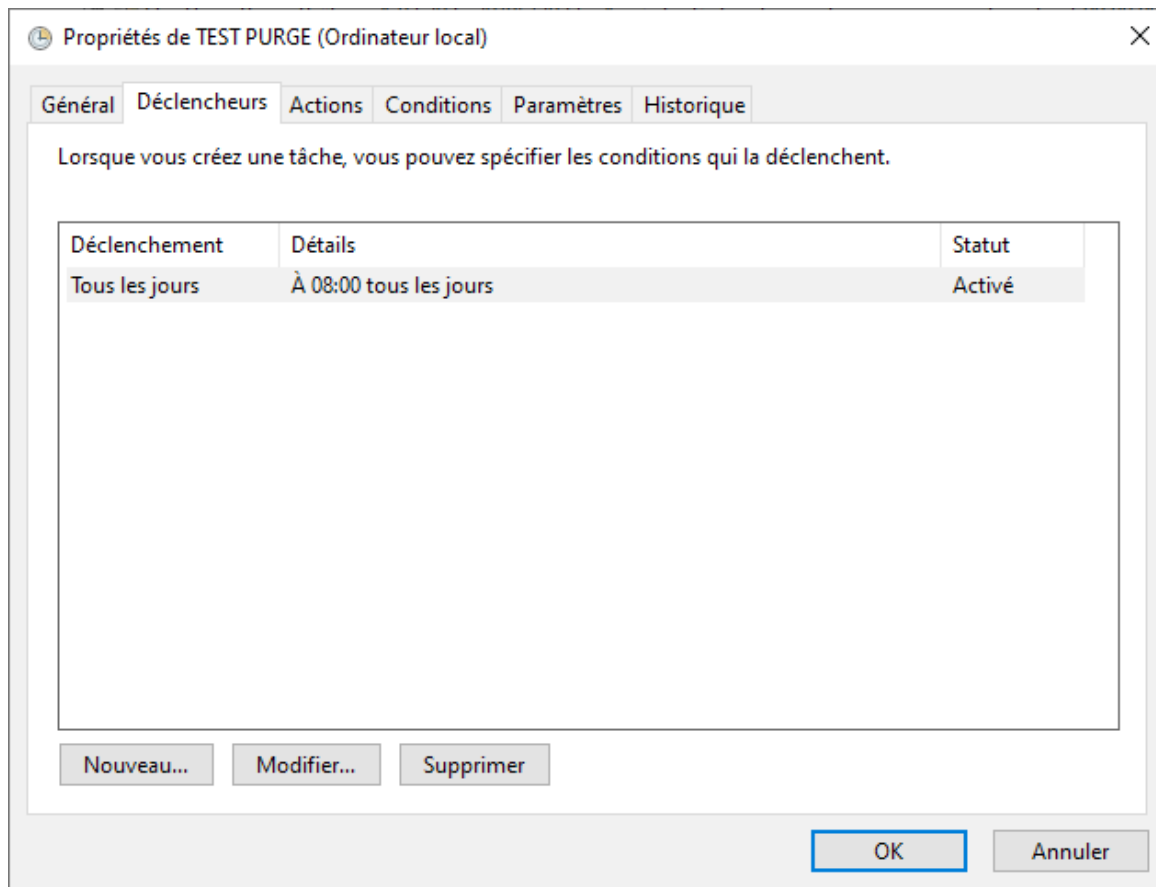 Propriétés de TEST PURGE (Ordinateur local)
Général Déclencheurs Actions Conditions Paramètres Historique
Lorsque vous créez une tâche, vous pouvez spécifier les conditions qui la déclenchent.
Déclenchement Détails Statut
Tous les jours À 08:00 tous les jours Activé
Nouveau... Modifier... Supprimer
OK Annuler